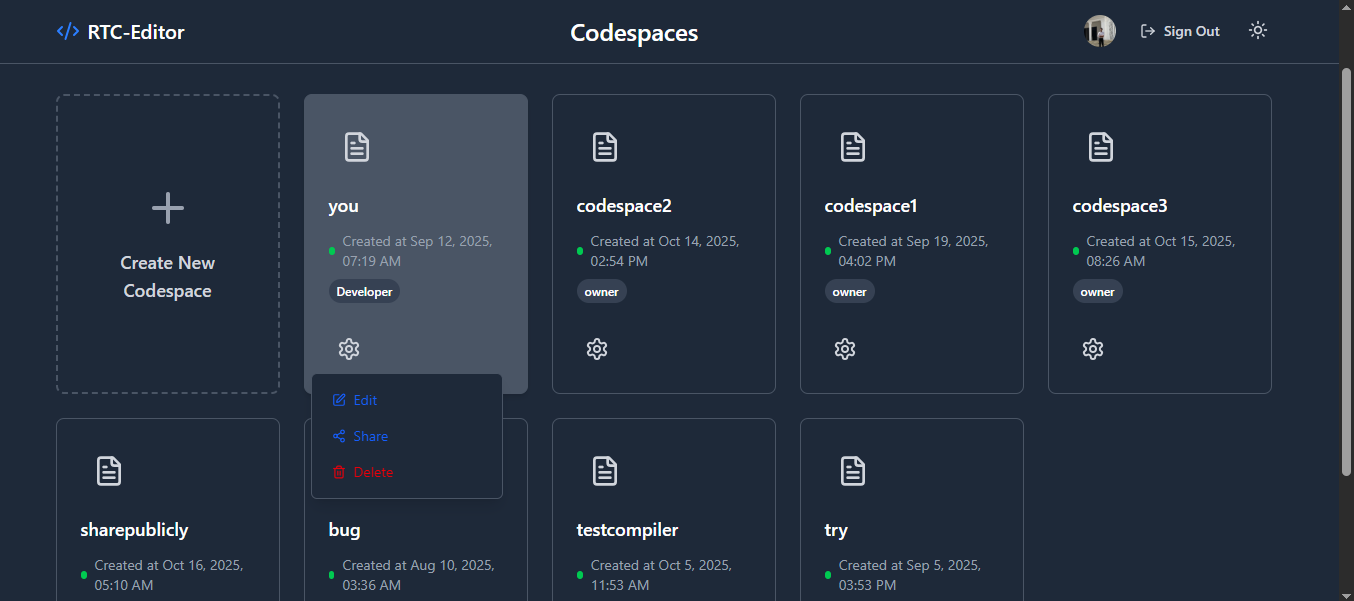 </> RTC-Editor
Codespaces
Sign Out
Create New
Codespace
you
Created at Sep 12, 2025,
07:19 AM
Developer
codespace2
Created at Oct 14, 2025,
02:54 PM
owner
codespace1
Created at Sep 19, 2025,
04:02 PM
owner
codespace3
Created at Oct 15, 2025,
08:26 AM
owner
Edit
Share
Delete
sharepublicly
Created at Oct 16, 2025,
05:10 AM
bug
Created at Aug 10, 2025,
03:36 AM
testcompiler
Created at Oct 5, 2025,
11:53 AM
try
Created at Sep 5, 2025,
03:53 PM